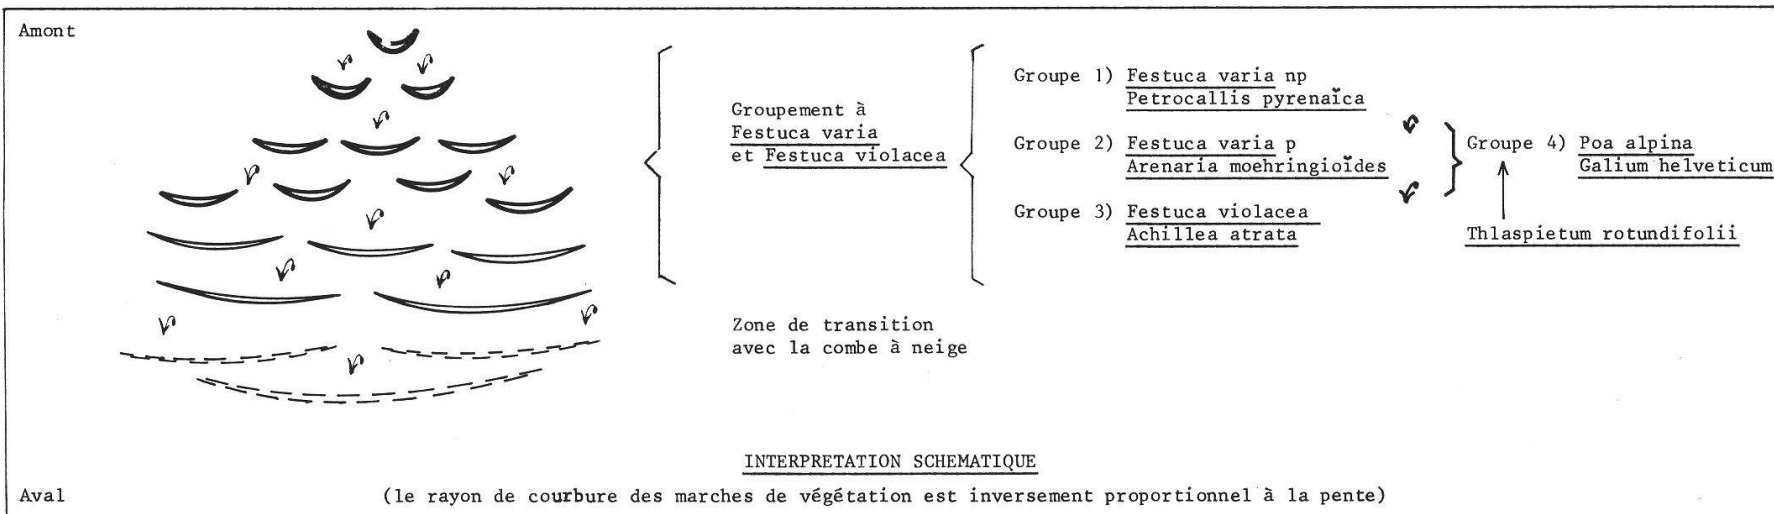 Amont
Groupement à
Festuca varia
et Festuca violacea
Groupe 1) Festuca varia np
Petrocallis pyrenaïca
Groupe 2) Festuca varia p
Arenaria moehringioïdes
Groupe 3) Festuca violacea
Achillea atrata
Groupe 4) Poa alpina
Galium helveticum
Thlaspietum rotundifolii
Zone de transition
avec la combe à neige
INTERPRETATION SCHEMATIQUE
Aval
(le rayon de courbure des marches de végétation est inversement proportionnel à la pente)